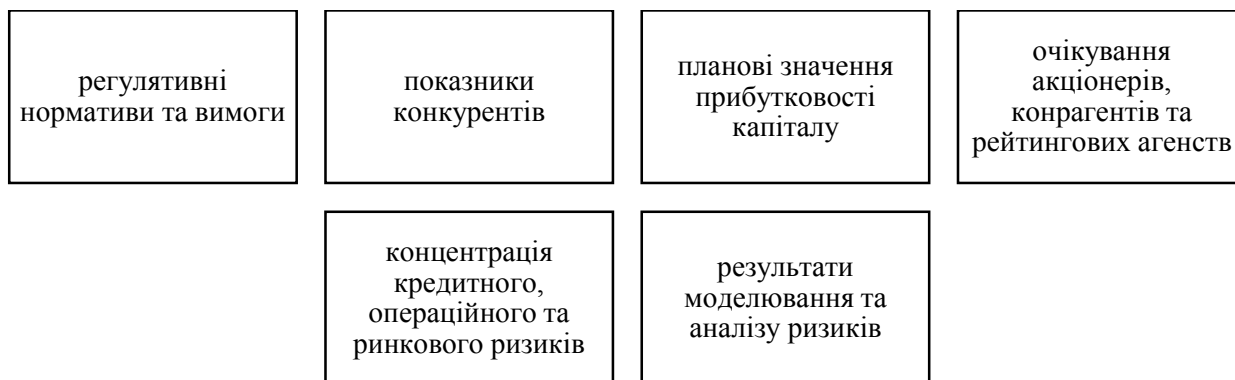 регулятивні
нормативи та вимоги
показники
конкурентів
планові значення
прибутковості
капіталу
очікування
акціонерів,
конрагентів та
рейтингових агенств
концентрація
кредитного,
операційного та
ринкового ризиків
результати
моделювання та
аналізу ризиків